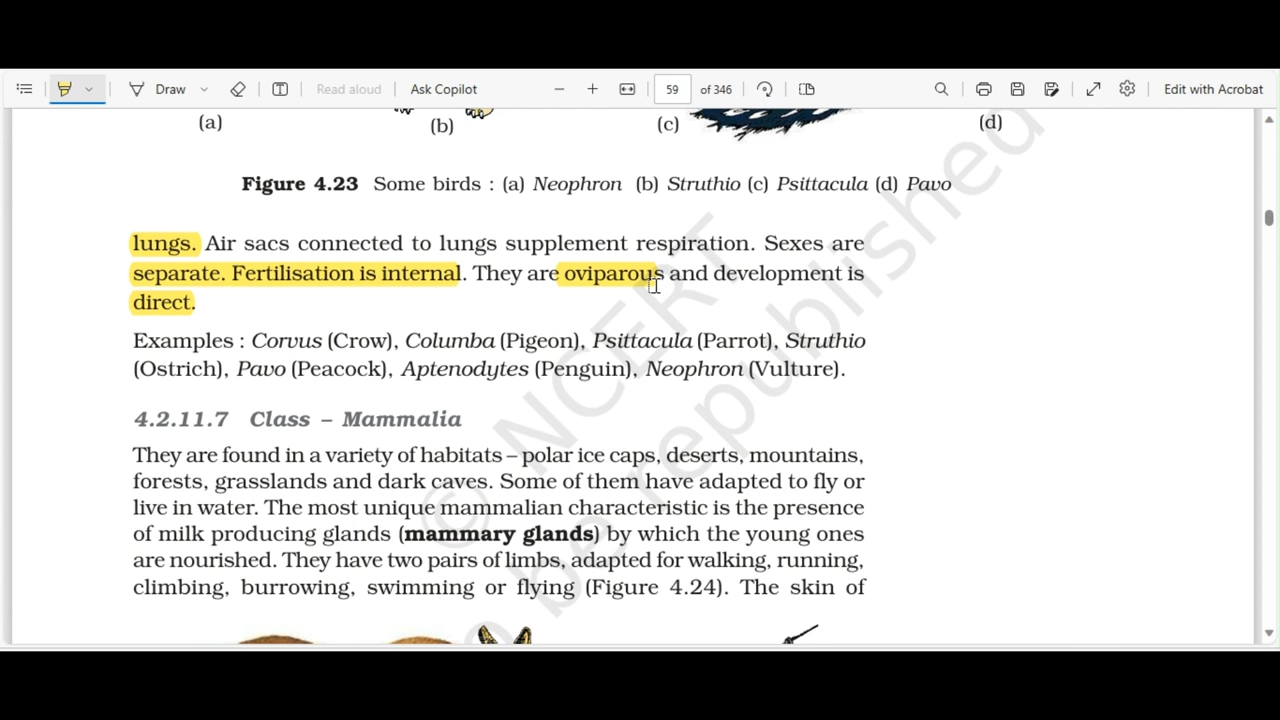 Draw
Read aloud
Ask Copilot
59 of 346
Edit with Acrobat
(a) (b) (c) (d)
Figure 4.23 Some birds : (a) Neophron (b) Struthio (c) Psittacula (d) Pavo
lungs. Air sacs connected to lungs supplement respiration. Sexes are
separate. Fertilisation is internal. They are oviparous and development is
direct.
Examples : Corvus (Crow), Columba (Pigeon), Psittacula (Parrot), Struthio
(Ostrich), Pavo (Peacock), Aptenodytes (Penguin), Neophron (Vulture).
4.2.11.7 Class – Mammalia
They are found in a variety of habitats – polar ice caps, deserts, mountains,
forests, grasslands and dark caves. Some of them have adapted to fly or
live in water. The most unique mammalian characteristic is the presence
of milk producing glands (mammary glands) by which the young ones
are nourished. They have two pairs of limbs, adapted for walking, running,
climbing, burrowing, swimming or flying (Figure 4.24). The skin of
© NCERT
be republished